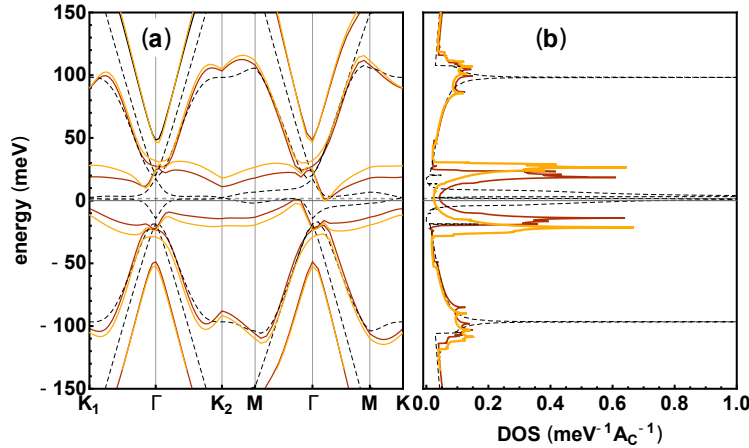 (a)
(b)
150
100
50
0
- 50
- 100
- 150
energy (meV)
K1 Γ K2 M Γ M K
0.0 0.2 0.4 0.6 0.8 1.0
DOS (meV⁻¹A_C⁻¹)